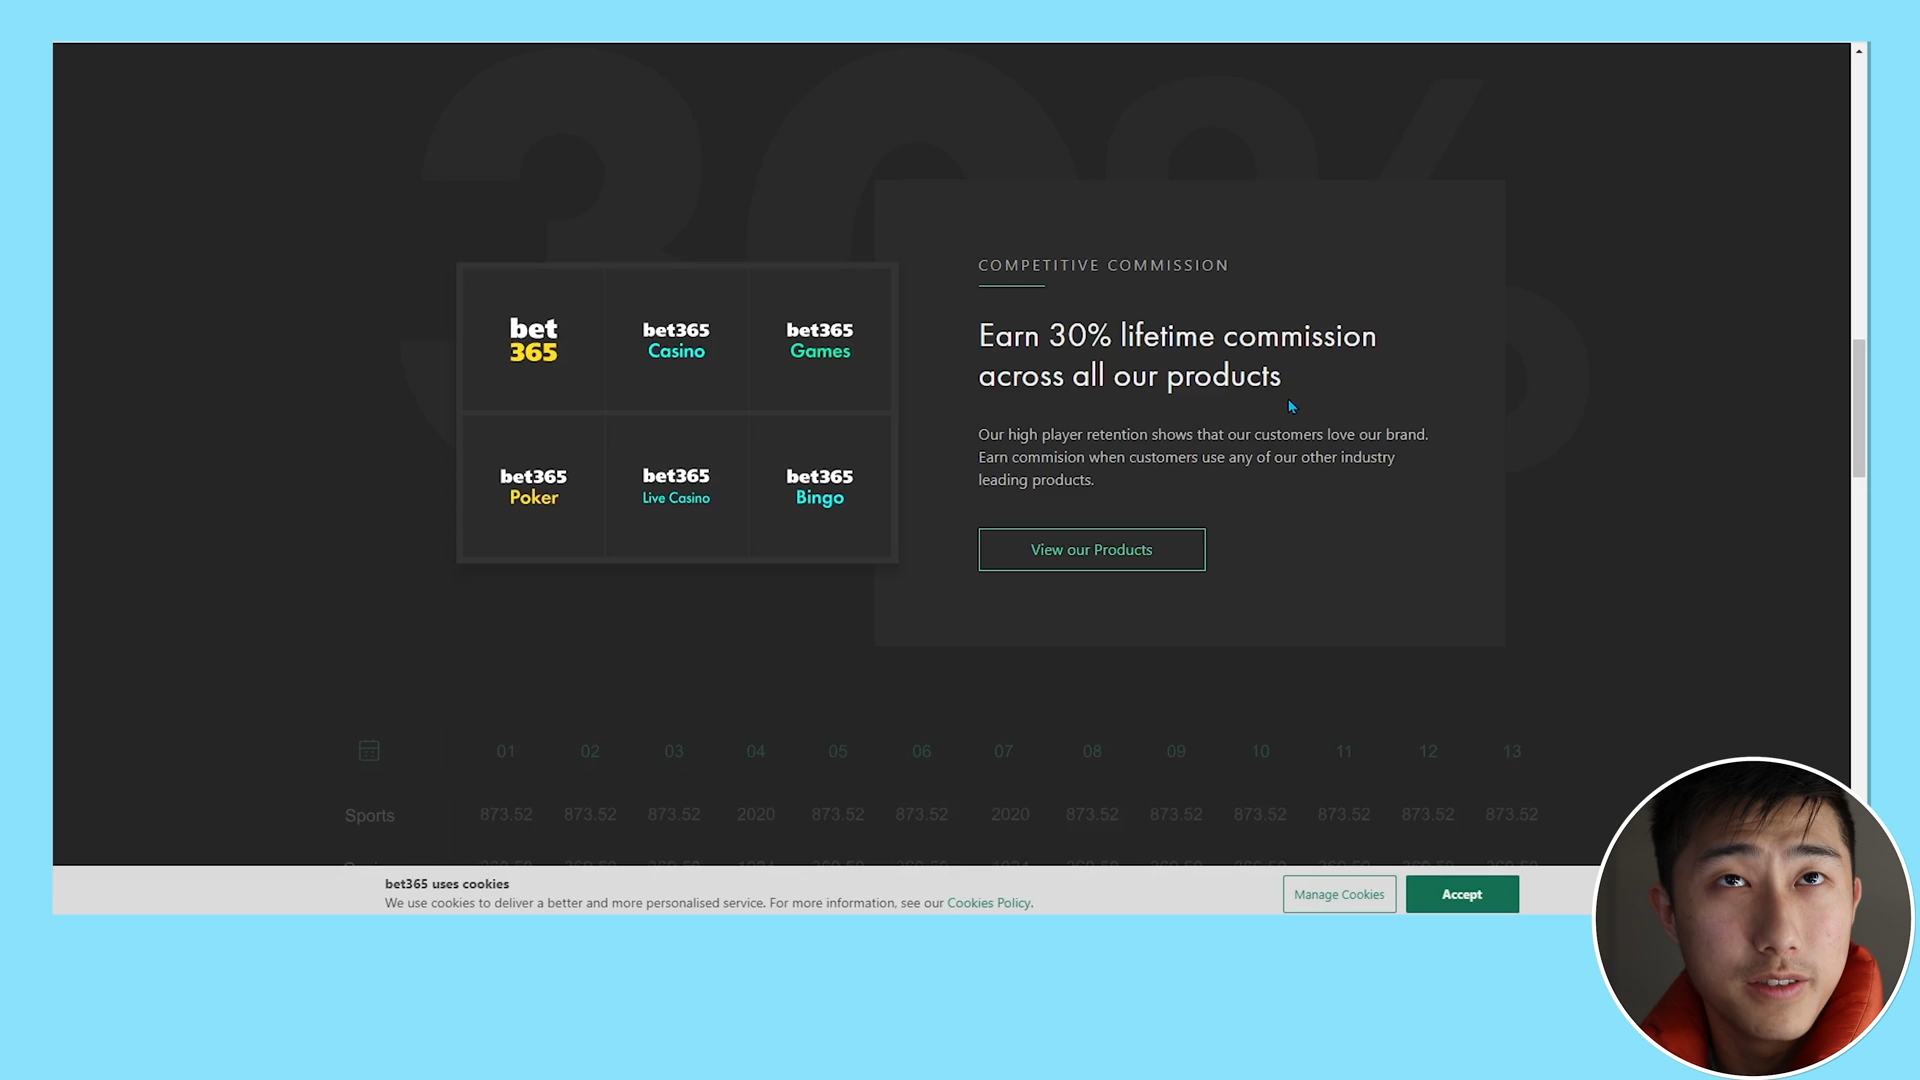 30%
COMPETITIVE COMMISSION
Earn 30% lifetime commission
across all our products
Our high player retention shows that our customers love our brand.
Earn commision when customers use any of our other industry
leading products.
View our Products
bet
365
bet365
Casino
bet365
Games
bet365
Poker
bet365
Live Casino
bet365
Bingo
01 02 03 04 05 06 07 08 09 10 11 12 13
Sports 873.52 873.52 873.52 2020 873.52 873.52 2020 873.52 873.52 873.52 873.52 873.52 873.52
bet365 uses cookies
We use cookies to deliver a better and more personalised service. For more information, see our Cookies Policy.
Manage Cookies
Accept